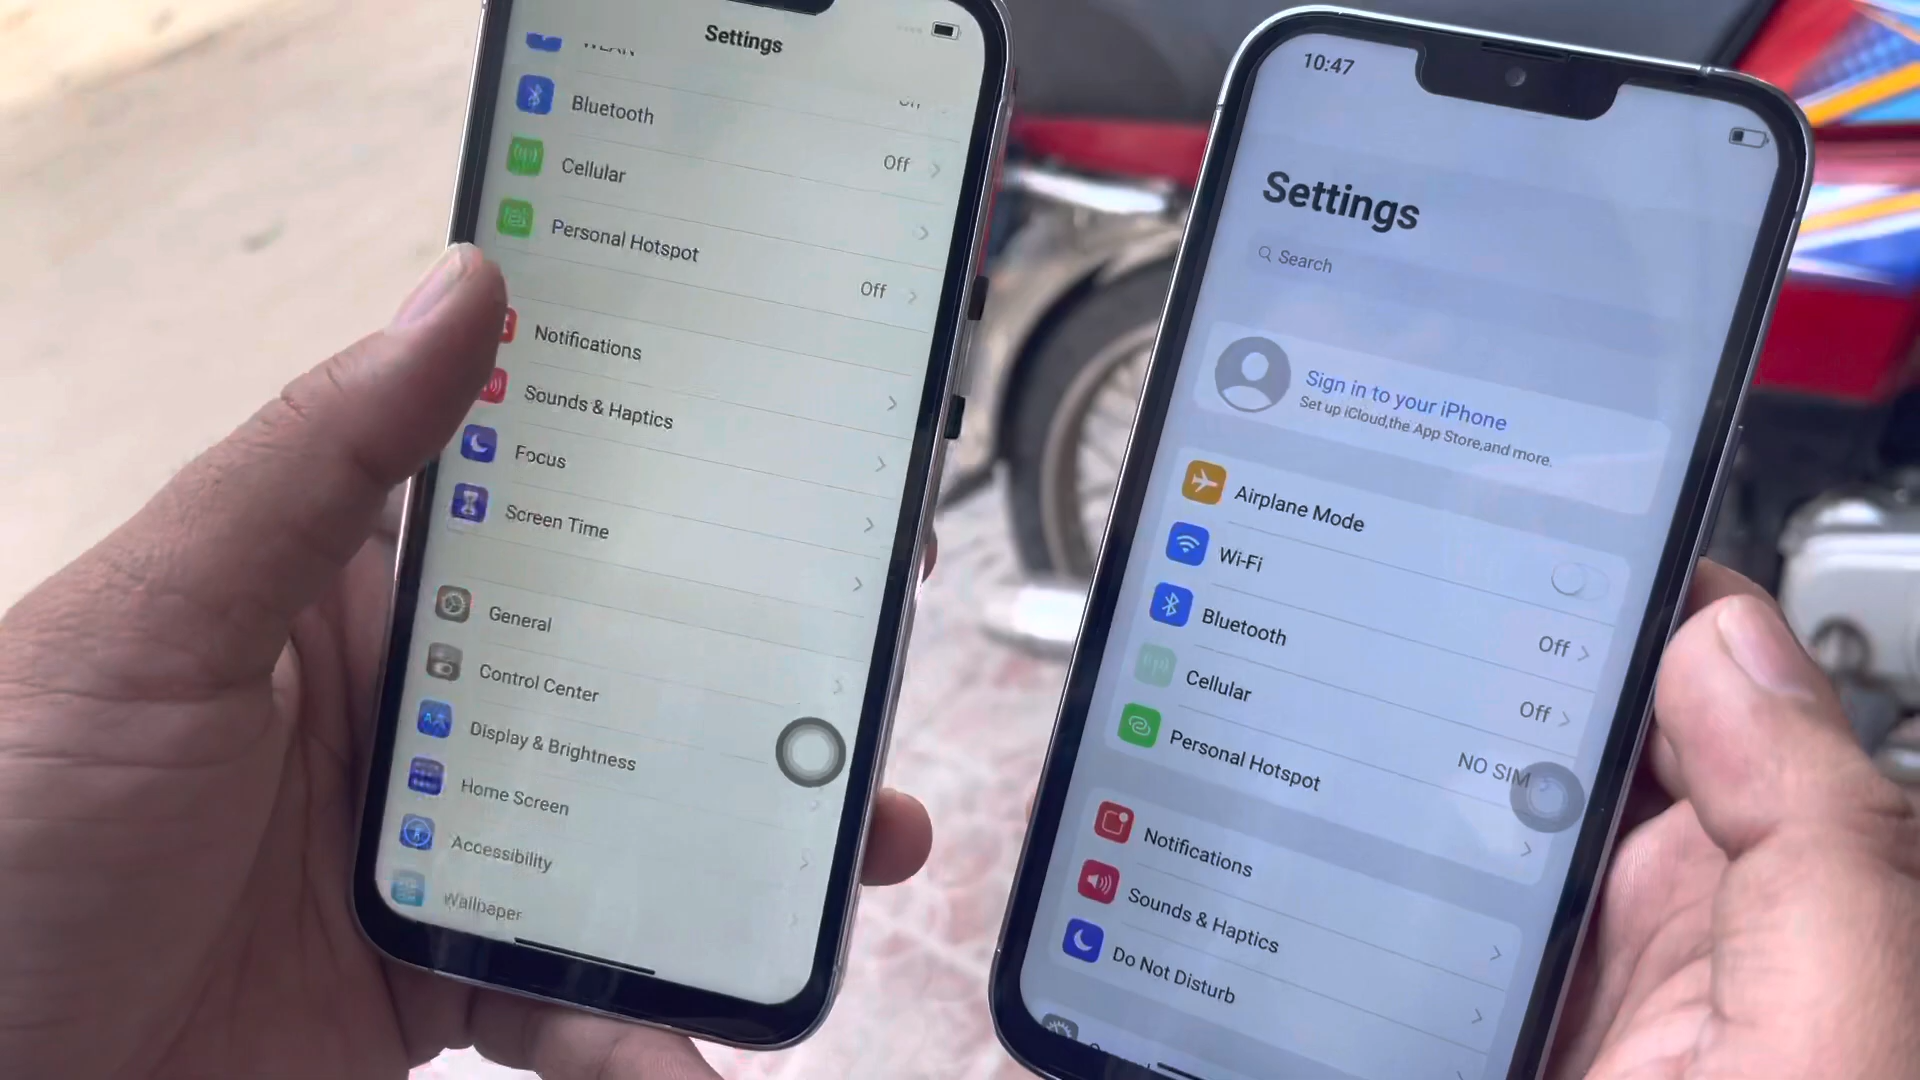 Settings
WLAN
Off
Bluetooth
Off
Cellular
Personal Hotspot
Off
Notifications
Sounds & Haptics
Focus
Screen Time
General
Control Center
Display & Brightness
Home Screen
Accessibility
Wallpaper
10:47
Settings
Search
Sign in to your iPhone
Set up iCloud,the App Store,and more.
Airplane Mode
Wi-Fi
Off
Bluetooth
Off
Cellular
NO SIM
Personal Hotspot
Notifications
Sounds & Haptics
Do Not Disturb